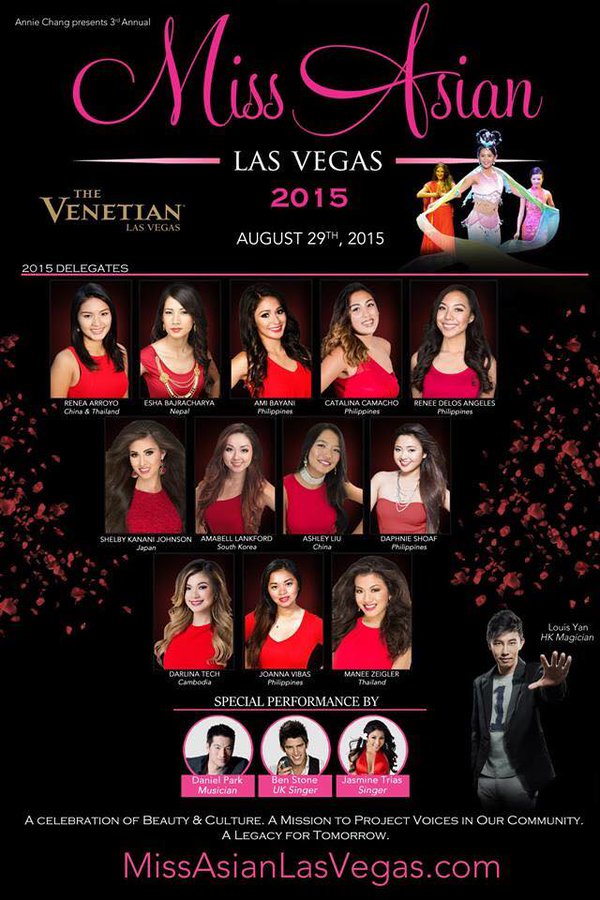 Annie Chang presents 3rd Annual
Miss Asian
LAS VEGAS
2015
THE
VENETIAN
LAS VEGAS
AUGUST 29TH, 2015
2015 DELEGATES
RENEA ARROYO
China & Thailand
ESHA BAJRACHARYA
Nepal
AMI BAYANI
Philippines
CATALINA CAMACHO
Philippines
RENEE DELOS ANGELES
Philippines
SHELBY KANANI JOHNSON
Japan
AMABELL LANKFORD
South Korea
ASHLEY LIU
China
DAPHNIE SHOAF
Philippines
DARLINA TECH
Cambodia
JOANNA VIBAS
Philippines
MANEE ZEIGLER
Thailand
Louis Yan
HK Magician
1
SPECIAL PERFORMANCE BY
Daniel Park
Musician
Ben Stone
UK Singer
Jasmine Trias
Singer
A CELEBRATION OF BEAUTY & CULTURE. A MISSION TO PROJECT VOICES IN OUR COMMUNITY.
A LEGACY FOR TOMORROW.
MissAsianLasVegas.com